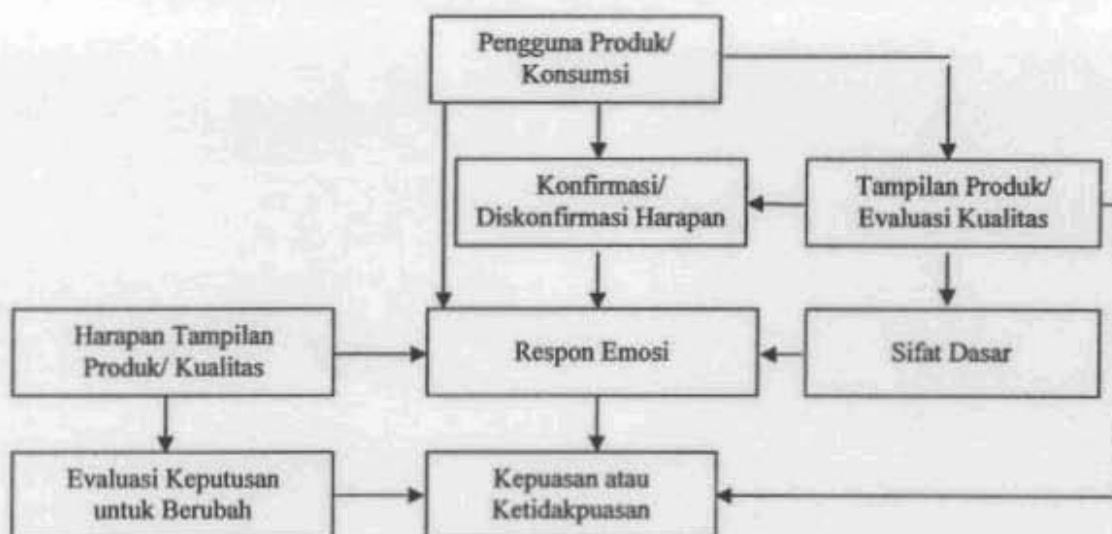 Pengguna Produk/
Konsumsi
Konfirmasi/
Diskonfirmasi Harapan
Tampilan Produk/
Evaluasi Kualitas
Harapan Tampilan
Produk/ Kualitas
Respon Emosi
Sifat Dasar
Evaluasi Keputusan
untuk Berubah
Kepuasan atau
Ketidakpuasan